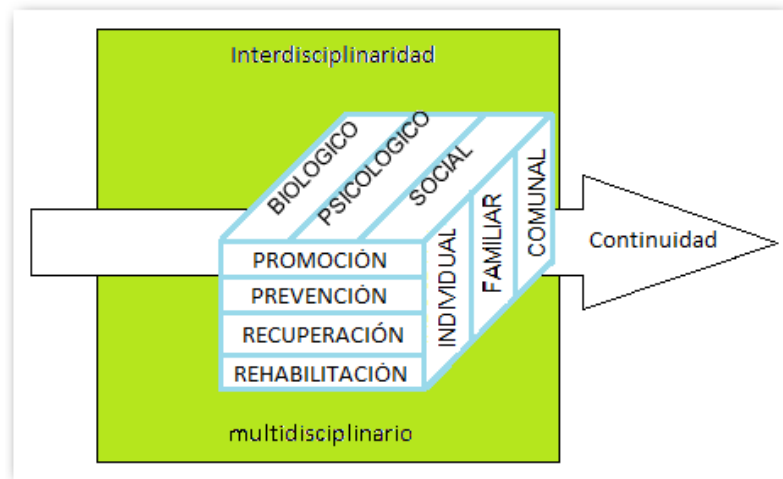 Interdisciplinaridad
BIOLOGICO
PSICOLOGICO
SOCIAL
PROMOCIÓN
PREVENCIÓN
RECUPERACIÓN
REHABILITACIÓN
INDIVIDUAL
FAMILIAR
COMUNAL
Continuidad
multidisciplinario